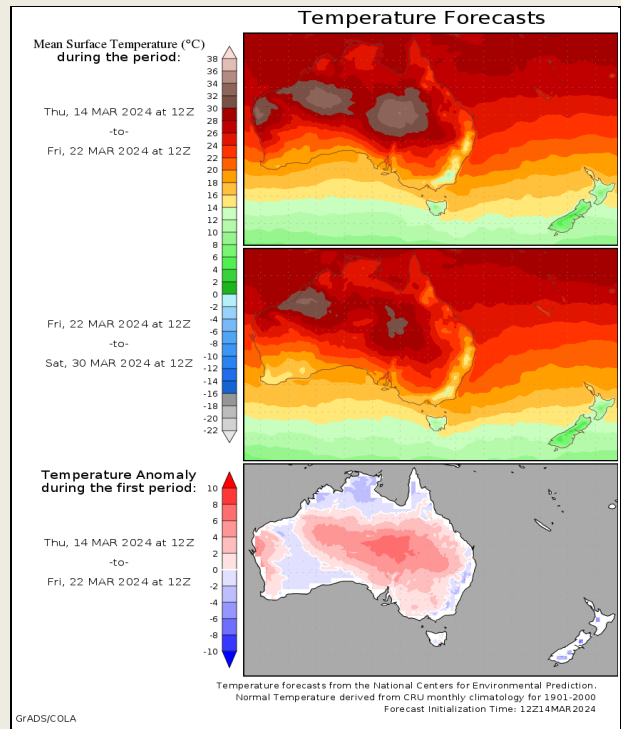 Temperature Forecasts
Mean Surface Temperature (°C)
during the period:
38
36
34
32
30
28
26
24
22
20
18
16
14
12
10
8
6
4
2
0
-2
-4
-6
-8
-10
-12
-14
-16
-18
-20
-22
Thu, 14 MAR 2024 at 12Z
-to-
Fri, 22 MAR 2024 at 12Z
Fri, 22 MAR 2024 at 12Z
-to-
Sat, 30 MAR 2024 at 12Z
Temperature Anomaly
during the first period:
10
8
6
4
2
0
-2
-4
-6
-8
-10
Thu, 14 MAR 2024 at 12Z
-to-
Fri, 22 MAR 2024 at 12Z
Temperature forecasts from the National Centers for Environmental Prediction.
Normal Temperature derived from CRU monthly climatology for 1901-2000
Forecast Initialization Time: 12Z14MAR2024
GrADS/COLA